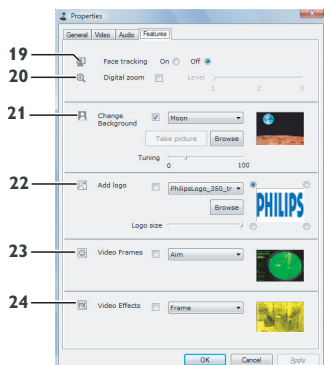 Properties
General Video Audio Features
19 Face tracking On Off
20 Digital zoom Level
1 2 3
21 Change Background Moon
Take picture Browse
Tuning
0 100
22 Add logo PhilipsLogo_350_tr
Browse
PHILIPS
Logo size
23 Video Frames Aim
24 FX Video Effects Frame
OK Cancel Apply